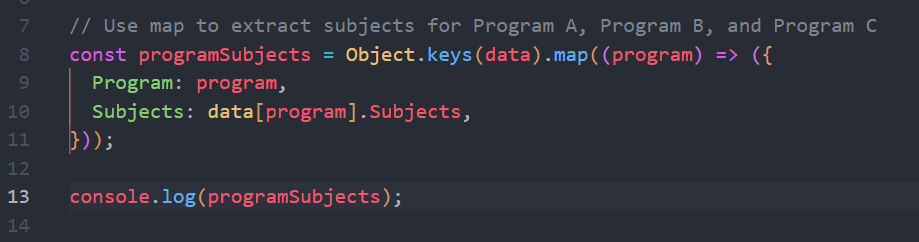 7 // Use map to extract subjects for Program A, Program B, and Program C
8 const programSubjects = Object.keys(data).map((program) => ({
9 Program: program,
10 Subjects: data[program].Subjects,
11 }));
12
13 console.log(programSubjects);
14